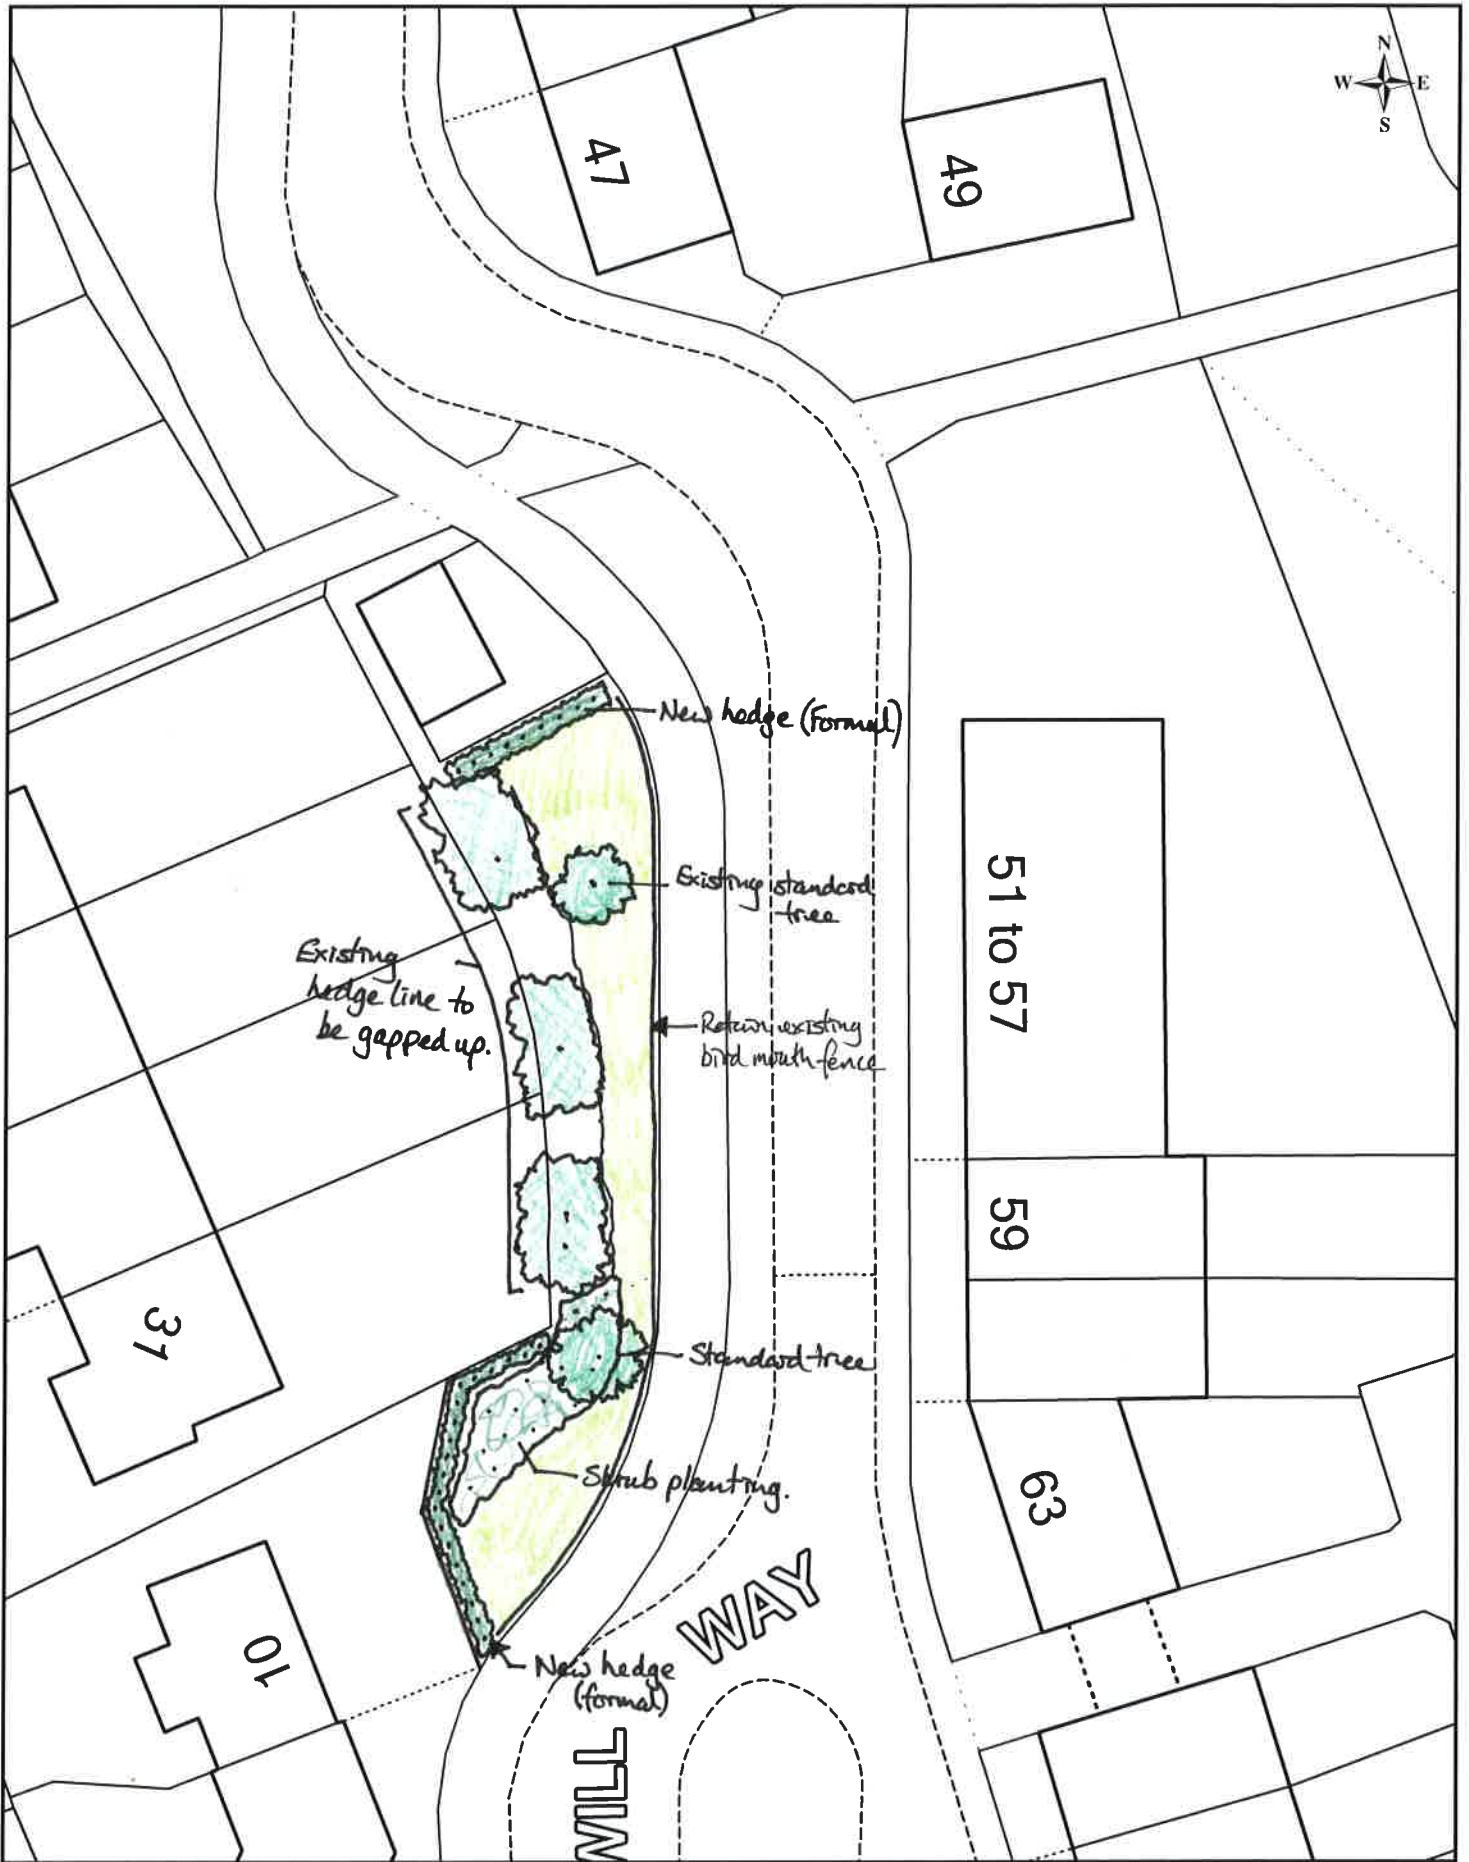 N
W E
S
47
49
New hedge (Formal)
Existing standard
tree
51 to 57
Existing
hedge line to
be gapped up.
Retain existing
bird mouth fence
59
31
Standard tree
Shrub planting.
63
WAY
10
New hedge
(formal)
WILL